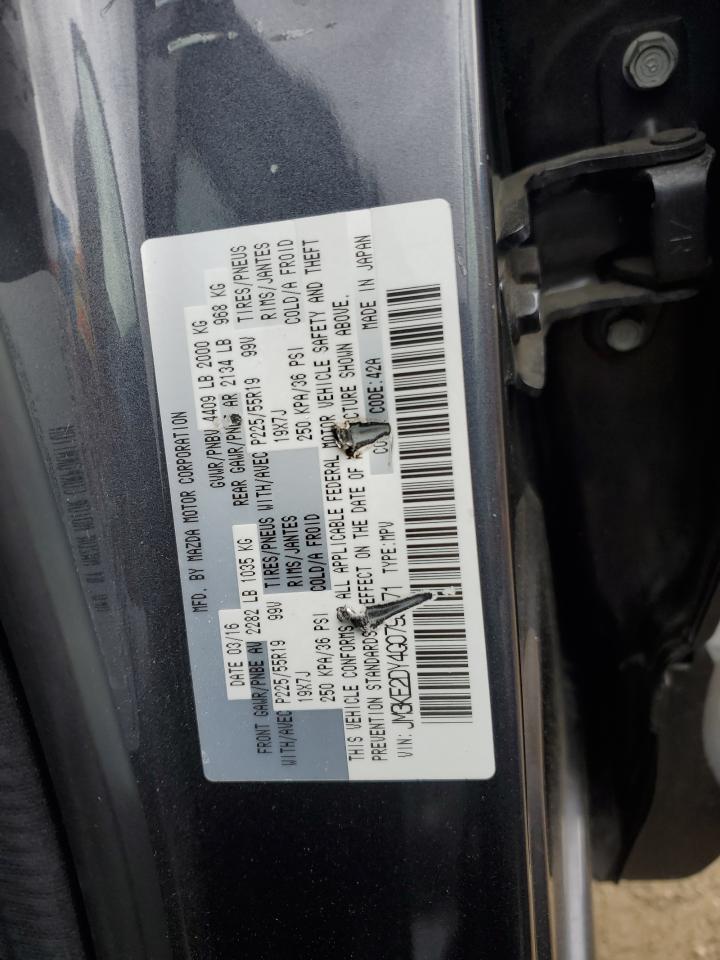 MFD. BY MAZDA MOTOR CORPORATION
DATE 03/16 GVWR/PNBV 4409 LB 2000 KG
FRONT GAWR/PNBE AV 2282 LB 1035 KG REAR GAWR/PNBE AR 2134 LB 968 KG
WITH/AVEC P225/55R19 99V TIRES/PNEUS WITH/AVEC P225/55R19 99V TIRES/PNEUS
19X7J RIMS/JANTES 19X7J RIMS/JANTES
250 KPA/36 PSI COLD/A FROID 250 KPA/36 PSI COLD/A FROID
THIS VEHICLE CONFORMS ALL APPLICABLE FEDERAL MOTOR VEHICLE SAFETY AND THEFT
PREVENTION STANDARDS EFFECT ON THE DATE OF SHOWN ABOVE.
VIN: TYPE:MPV CODE:42A MADE IN JAPAN